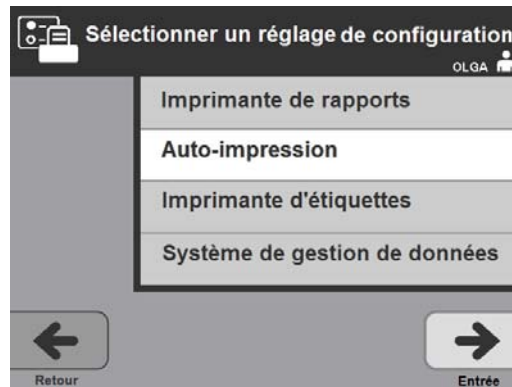 Sélectionner un réglage de configuration
OLGA
Imprimante de rapports
Auto-impression
Imprimante d'étiquettes
Système de gestion de données
Retour
Entrée